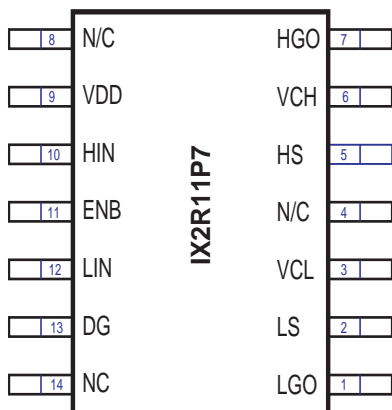 8 N/C HGO 7
9 VDD VCH 6
10 HIN HS 5
11 ENB N/C 4
12 LIN VCL 3
13 DG LS 2
14 NC LGO 1
IX2R11P7